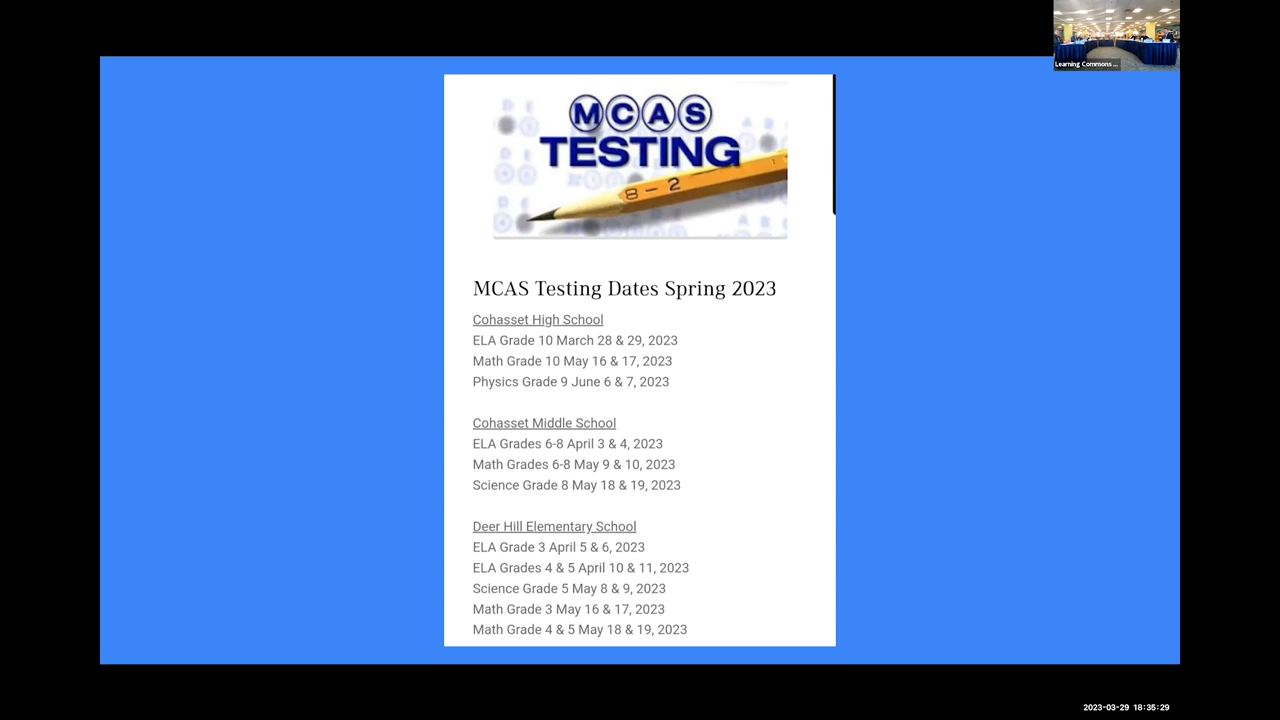 Learning Commons ...
MCAS
TESTING
8-2
MCAS Testing Dates Spring 2023
Cohasset High School
ELA Grade 10 March 28 & 29, 2023
Math Grade 10 May 16 & 17, 2023
Physics Grade 9 June 6 & 7, 2023
Cohasset Middle School
ELA Grades 6-8 April 3 & 4, 2023
Math Grades 6-8 May 9 & 10, 2023
Science Grade 8 May 18 & 19, 2023
Deer Hill Elementary School
ELA Grade 3 April 5 & 6, 2023
ELA Grades 4 & 5 April 10 & 11, 2023
Science Grade 5 May 8 & 9, 2023
Math Grade 3 May 16 & 17, 2023
Math Grade 4 & 5 May 18 & 19, 2023
2023-03-29 18:35:29